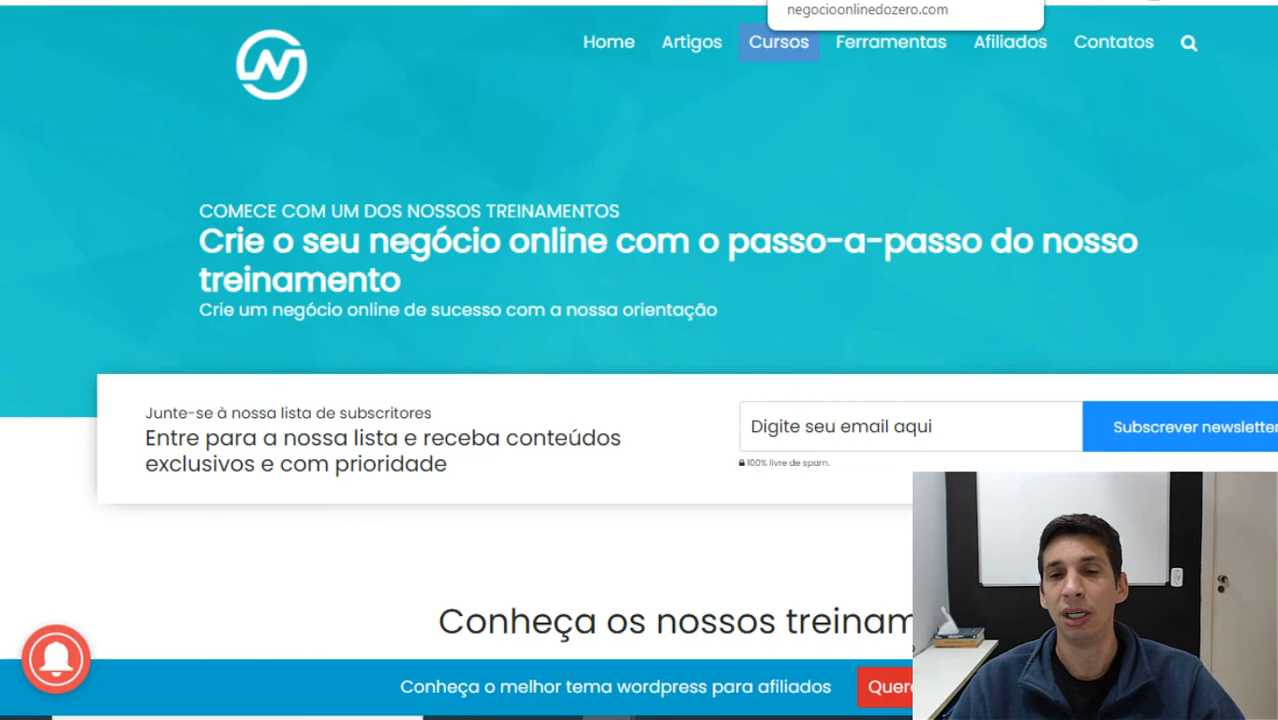 negocioonlinedozero.com
Home Artigos Cursos Ferramentas Afiliados Contatos
COMECE COM UM DOS NOSSOS TREINAMENTOS
Crie o seu negócio online com o passo-a-passo do nosso
treinamento
Crie um negócio online de sucesso com a nossa orientação
Junte-se à nossa lista de subscritores
Entre para a nossa lista e receba conteúdos
exclusivos e com prioridade
Digite seu email aqui
Subscrever newsletter
100% livre de spam.
Conheça os nossos treinam
Conheça o melhor tema wordpress para afiliados
Quer